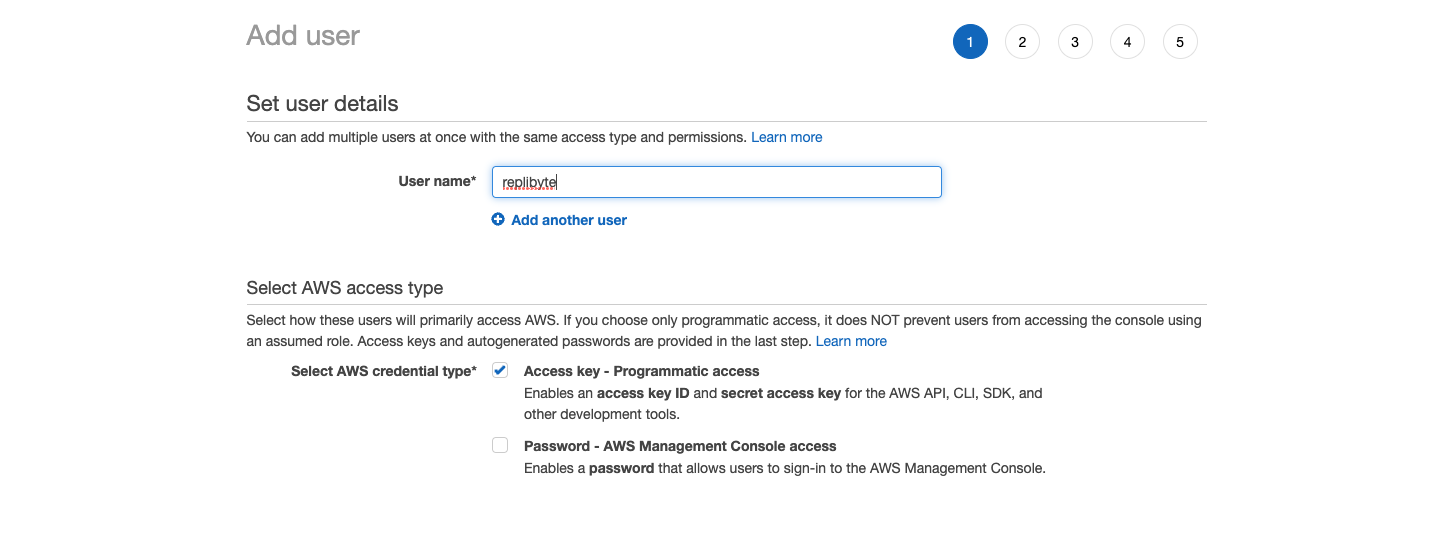 Add user
1 2 3 4 5
Set user details
You can add multiple users at once with the same access type and permissions. Learn more
User name* replibyte
Add another user
Select AWS access type
Select how these users will primarily access AWS. If you choose only programmatic access, it does NOT prevent users from accessing the console using
an assumed role. Access keys and autogenerated passwords are provided in the last step. Learn more
Select AWS credential type* Access key - Programmatic access
Enables an access key ID and secret access key for the AWS API, CLI, SDK, and
other development tools.
Password - AWS Management Console access
Enables a password that allows users to sign-in to the AWS Management Console.